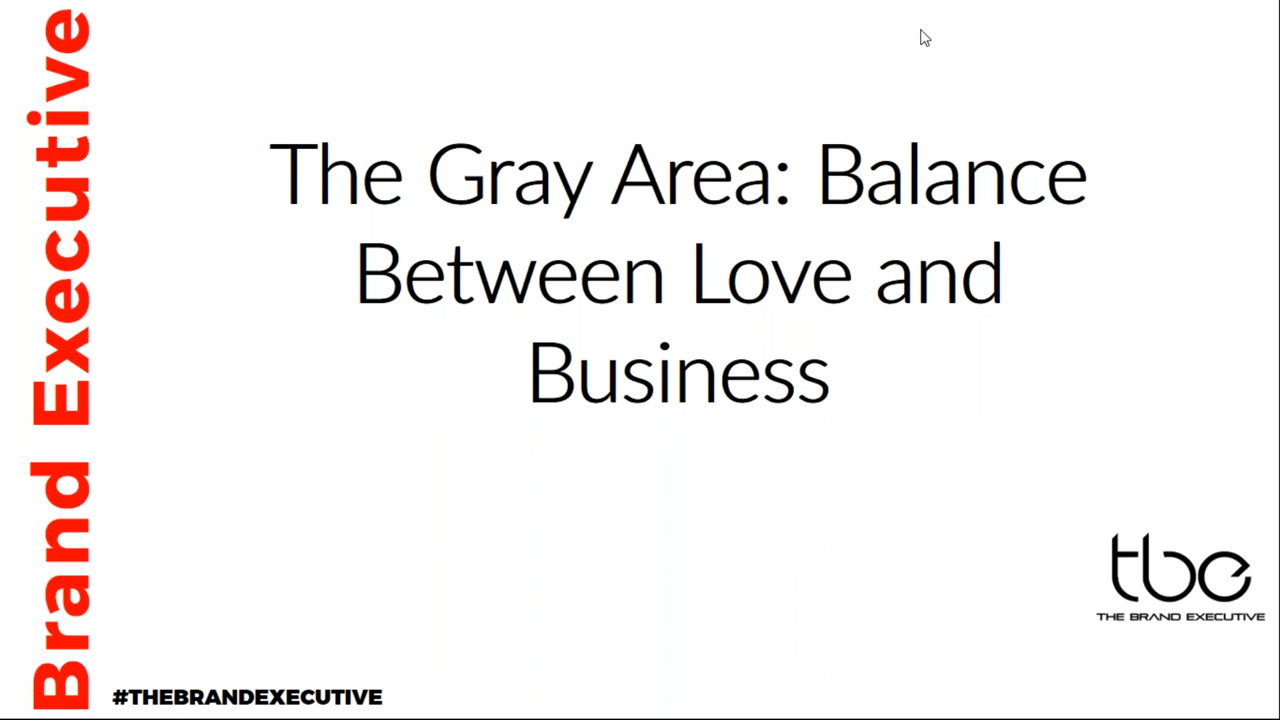 Brand Executive
The Gray Area: Balance
Between Love and
Business
tbe
THE BRAND EXECUTIVE
#THEBRANDEXECUTIVE